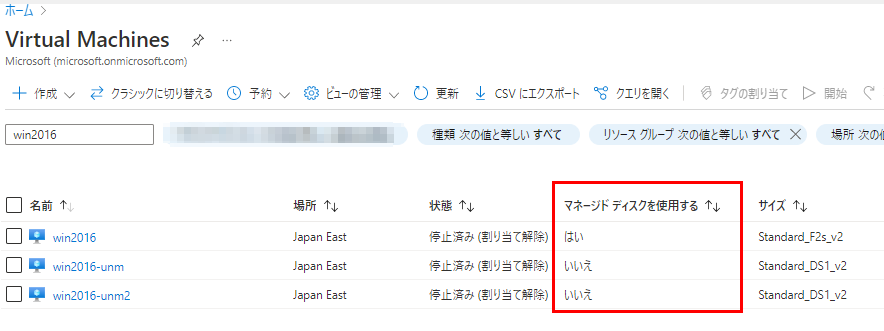 ホーム >
Virtual Machines ...
Microsoft (microsoft.onmicrosoft.com)
+ 作成 クラシックに切り替える 予約 ビューの管理 更新 CSV にエクスポート クエリを開く タグの割り当て 開始
win2016 種類 次の値と等しい すべて リソース グループ 次の値と等しい すべて × 場所 次の
名前 ↑↓ 場所 ↑↓ 状態 ↑↓ マネージド ディスクを使用する ↑↓ サイズ ↑↓
win2016 Japan East 停止済み (割り当て解除) はい Standard_F2s_v2
win2016-unm Japan East 停止済み (割り当て解除) いいえ Standard_DS1_v2
win2016-unm2 Japan East 停止済み (割り当て解除) いいえ Standard_DS1_v2